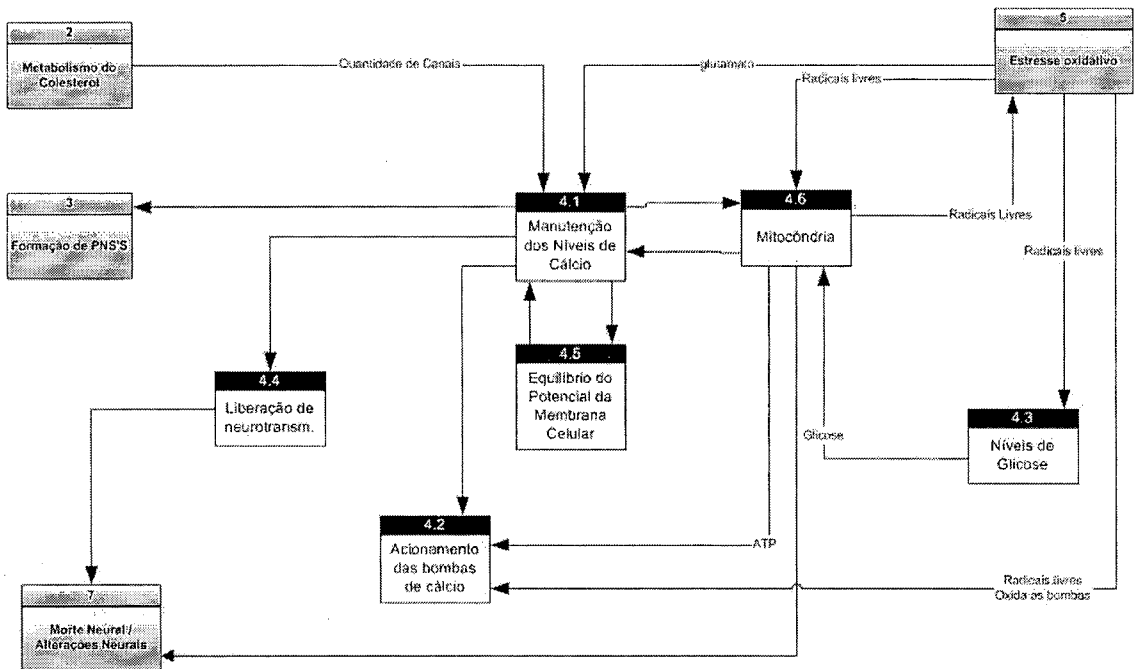 2
Metabolismo do
Colesterol
Quantidade de Canais
glutamato
Radicais livres
5
Estresse oxidativo
3
Formação de PNS'S
4.1
Manutenção
dos Níveis de
Cálcio
4.6
Mitocôndria
Radicais Livres
Radicais livres
4.4
Liberação de
neurotransm.
4.5
Equilíbrio do
Potencial da
Membrana
Celular
Glicose
4.3
Níveis de
Glicose
4.2
Acionamento
das bombas
de cálcio
ATP
Radicais livres
Oxida as bombas
7
Morte Neural /
Alterações Neurais